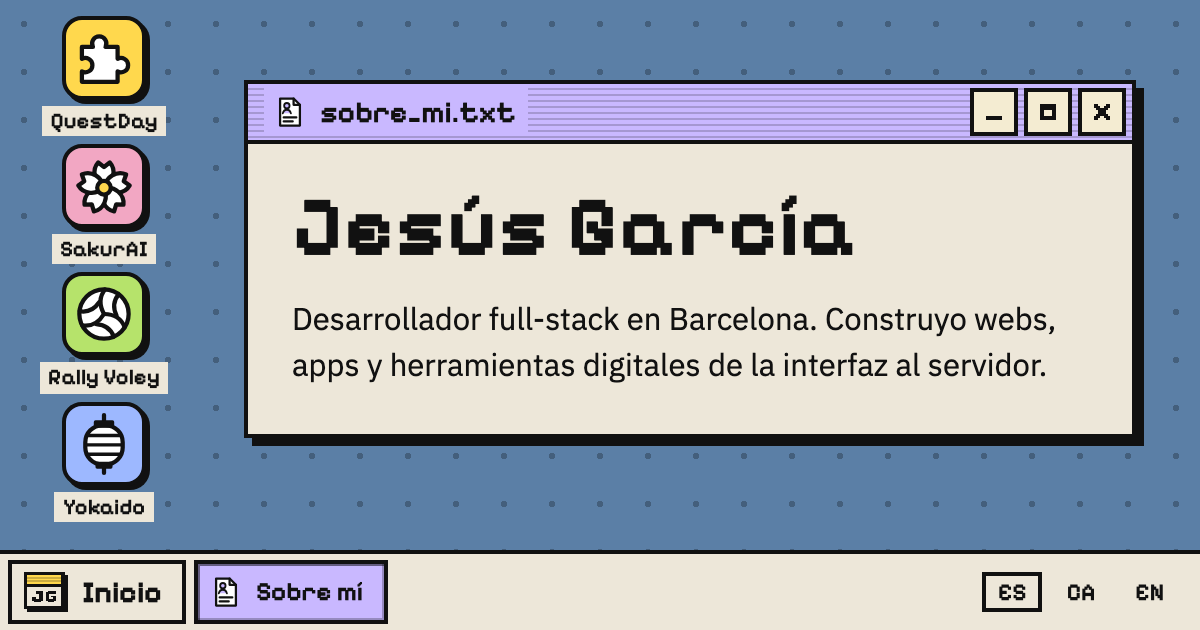 QuestDay
SakurAI
Rally Voley
Yokaido
sobre_mi.txt
Jesús García
Desarrollador full-stack en Barcelona. Construyo webs,
apps y herramientas digitales de la interfaz al servidor.
JG Inicio
Sobre mí
ES CA EN